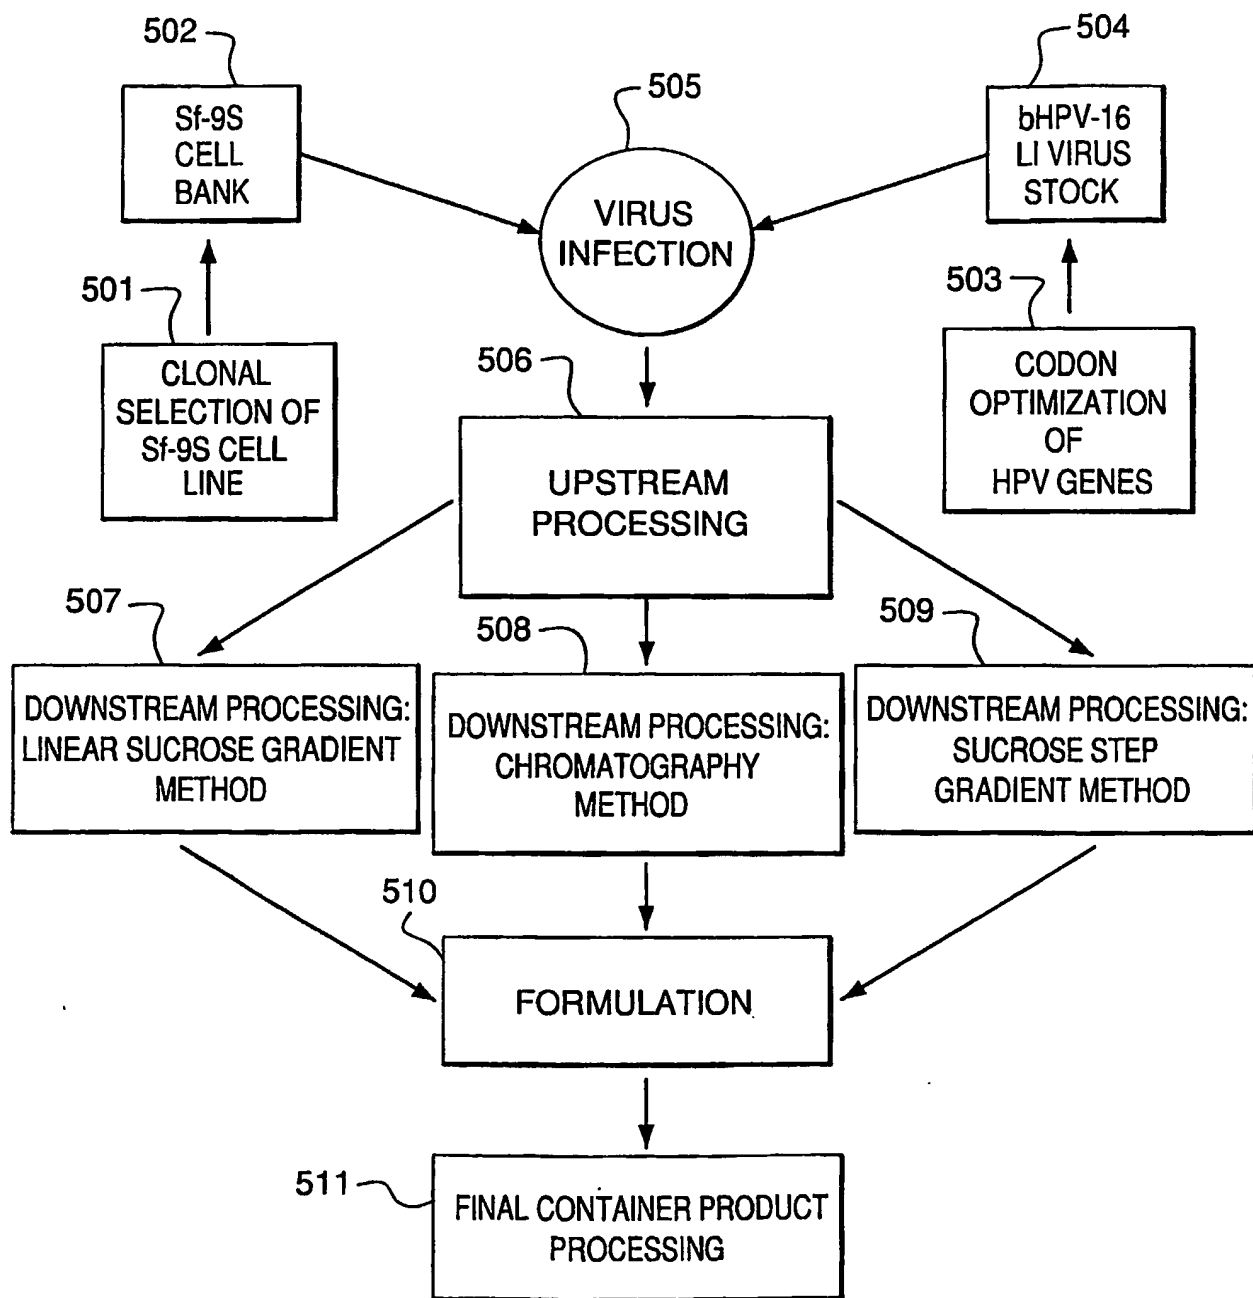 502
504
505
Sf-9S
CELL
BANK
bHPV-16
LI VIRUS
STOCK
VIRUS
INFECTION
501
503
506
CLONAL
SELECTION OF
Sf-9S CELL
LINE
CODON
OPTIMIZATION
OF
HPV GENES
UPSTREAM
PROCESSING
507
508
509
DOWNSTREAM PROCESSING:
LINEAR SUCROSE GRADIENT
METHOD
DOWNSTREAM PROCESSING:
CHROMATOGRAPHY
METHOD
DOWNSTREAM PROCESSING:
SUCROSE STEP
GRADIENT METHOD
510
FORMULATION
511
FINAL CONTAINER PRODUCT
PROCESSING